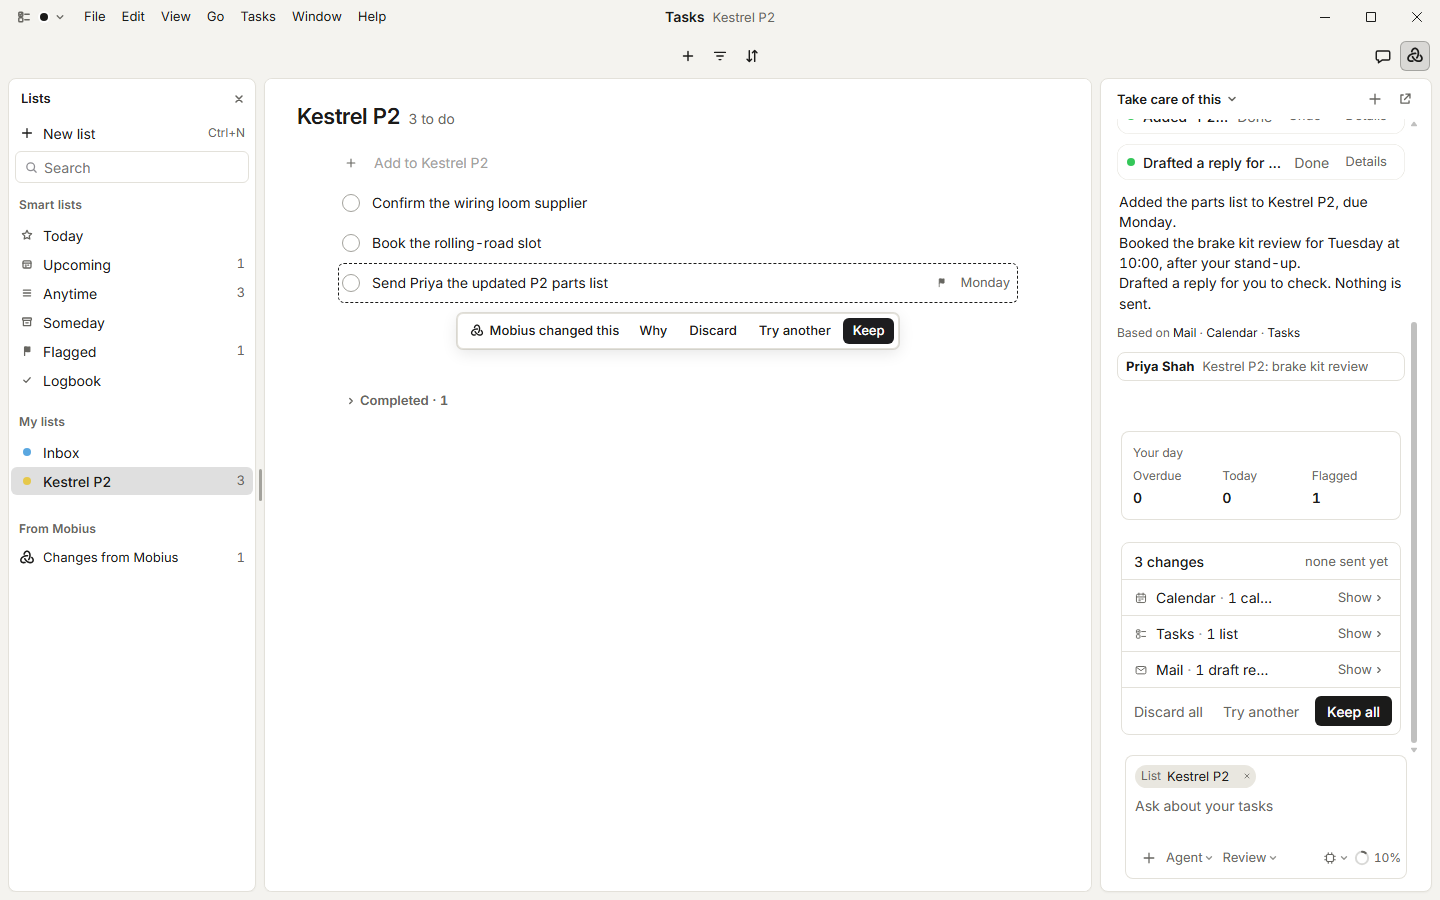 File Edit View Go Tasks Window Help
Tasks Kestrel P2
Lists
New list Ctrl+N
Search
Smart lists
Today
Upcoming 1
Anytime 3
Someday
Flagged 1
Logbook
My lists
Inbox
Kestrel P2 3
From Mobius
Changes from Mobius 1
Kestrel P2 3 to do
Add to Kestrel P2
Confirm the wiring loom supplier
Book the rolling-road slot
Send Priya the updated P2 parts list Monday
Mobius changed this Why Discard Try another Keep
Completed · 1
Take care of this
Drafted a reply for ... Done Details
Added the parts list to Kestrel P2, due
Monday.
Booked the brake kit review for Tuesday at
10:00, after your stand-up.
Drafted a reply for you to check. Nothing is
sent.
Based on Mail · Calendar · Tasks
Priya Shah Kestrel P2: brake kit review
Your day
Overdue Today Flagged
0 0 1
3 changes none sent yet
Calendar · 1 cal... Show
Tasks · 1 list Show
Mail · 1 draft re... Show
Discard all Try another Keep all
List Kestrel P2
Ask about your tasks
Agent Review 10%